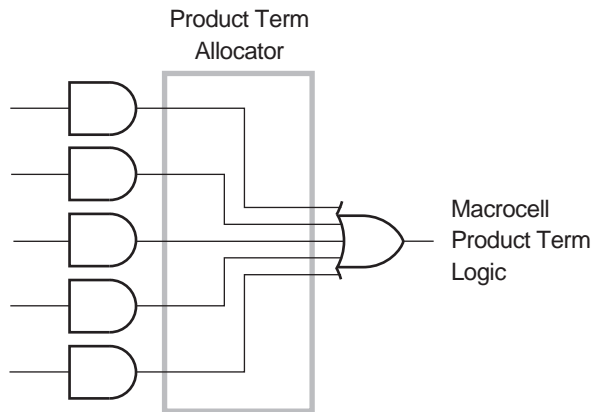 Product Term
Allocator
Macrocell
Product Term
Logic